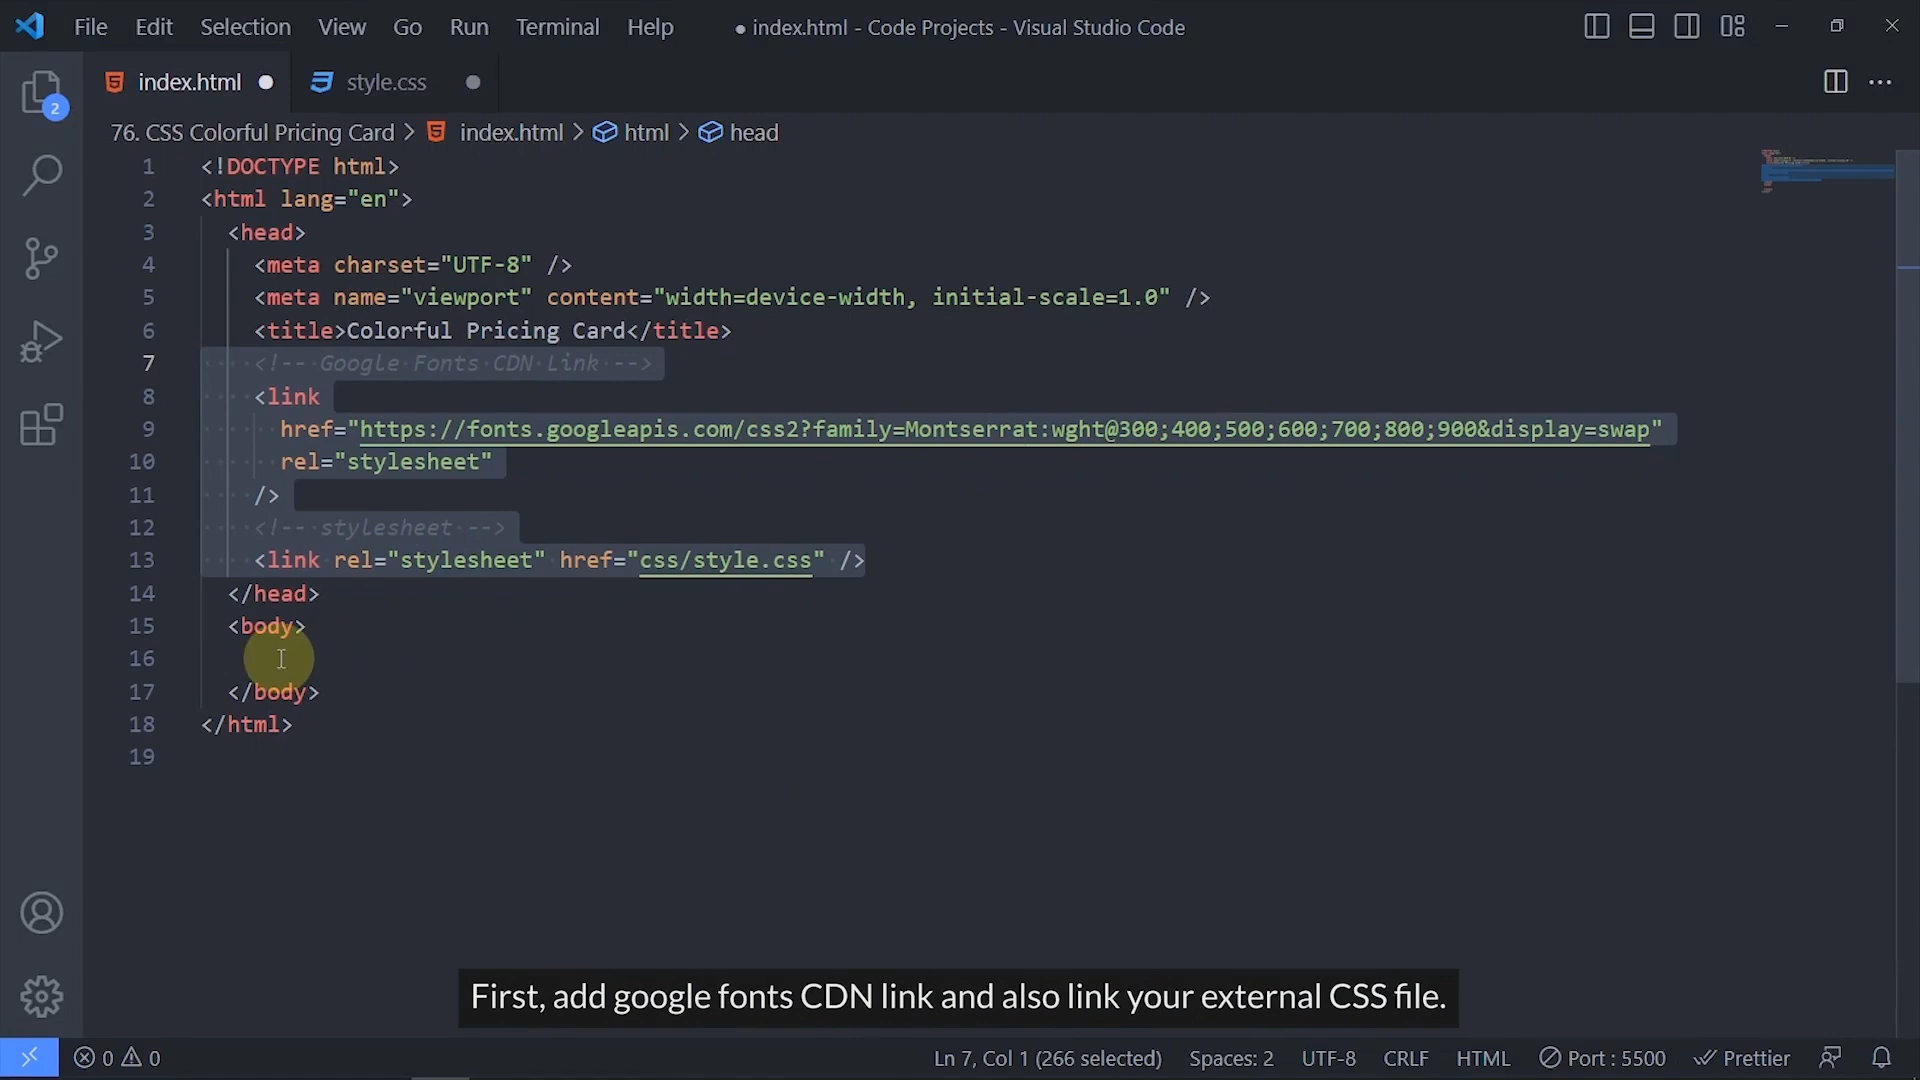 File Edit Selection View Go Run Terminal Help ● index.html - Code Projects - Visual Studio Code
index.html ● style.css ●
2
76. CSS Colorful Pricing Card > index.html > html > head
1 <!DOCTYPE html>
2 <html lang="en">
3 <head>
4 <meta charset="UTF-8" />
5 <meta name="viewport" content="width=device-width, initial-scale=1.0" />
6 <title>Colorful Pricing Card</title>
7 <!-- Google Fonts CDN Link -->
8 <link
9 href="https://fonts.googleapis.com/css2?family=Montserrat:wght@300;400;500;600;700;800;900&display=swap"
10 rel="stylesheet"
11 />
12 <!-- stylesheet -->
13 <link rel="stylesheet" href="css/style.css" />
14 </head>
15 <body>
16
17 </body>
18 </html>
19
First, add google fonts CDN link and also link your external CSS file.
0 0 Ln 7, Col 1 (266 selected) Spaces: 2 UTF-8 CRLF HTML Port : 5500 Prettier